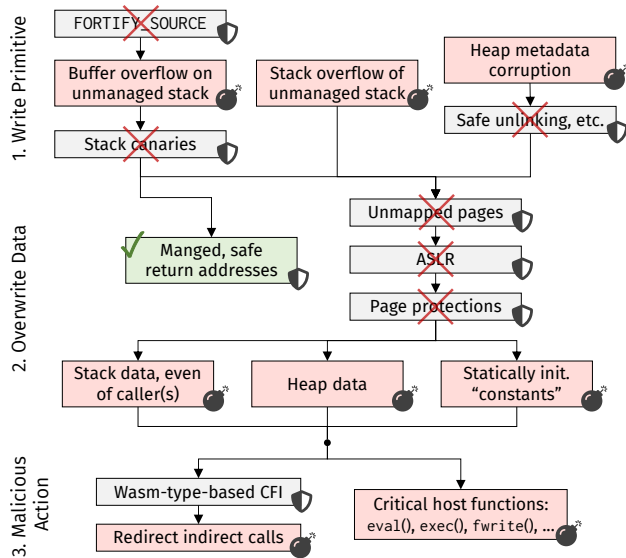 1. Write Primitive
FORTIFY_SOURCE
Buffer overflow on
unmanaged stack
Stack canaries
Stack overflow of
unmanaged stack
Heap metadata
corruption
Safe unlinking, etc.
2. Overwrite Data
Manged, safe
return addresses
Unmapped pages
ASLR
Page protections
Stack data, even
of caller(s)
Heap data
Statically init.
“constants”
3. Malicious
Action
Wasm-type-based CFI
Redirect indirect calls
Critical host functions:
eval(), exec(), fwrite(), ...